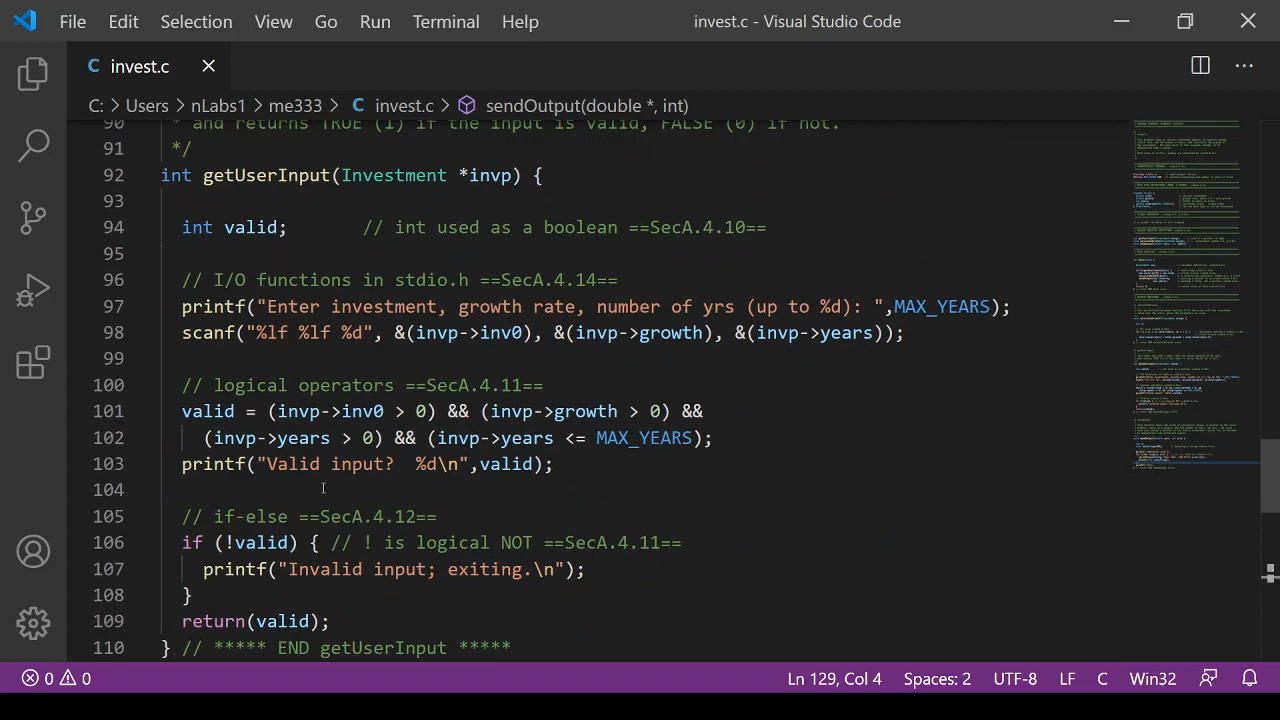 File Edit Selection View Go Run Terminal Help invest.c - Visual Studio Code
C invest.c
C: > Users > nLabs1 > me333 > C invest.c > sendOutput(double *, int)
90 * and returns TRUE (1) if the input is valid, FALSE (0) if not.
91 */
92 int getUserInput(Investment *invp) {
93
94 int valid; // int used as a boolean ==SecA.4.10==
95
96 // I/O functions in stdio.h ==SecA.4.14==
97 printf("Enter investment, growth rate, number of yrs (up to %d): ",MAX_YEARS);
98 scanf("%lf %lf %d", &(invp->inv0), &(invp->growth), &(invp->years));
99
100 // logical operators ==SecA.4.11==
101 valid = (invp->inv0 > 0) && (invp->growth > 0) &&
102 (invp->years > 0) && (invp->years <= MAX_YEARS);
103 printf("Valid input?  %d\n",valid);
104
105 // if-else ==SecA.4.12==
106 if (!valid) { // ! is logical NOT ==SecA.4.11==
107 printf("Invalid input; exiting.\n");
108 }
109 return(valid);
110 } // ***** END getUserInput *****
0 0 Ln 129, Col 4 Spaces: 2 UTF-8 LF C Win32